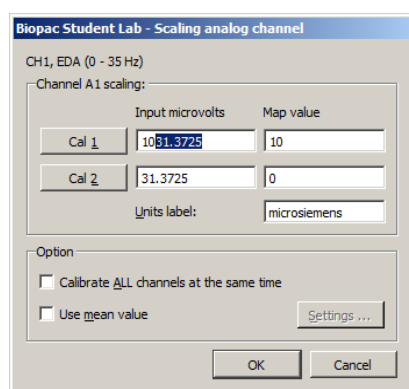 Biopac Student Lab - Scaling analog channel
CH1, EDA (0 - 35 Hz)
Channel A1 scaling:
Input microvolts Map value
Cal 1 1031.3725 10
Cal 2 31.3725 0
Units label: microsiemens
Option
Calibrate ALL channels at the same time
Use mean value Settings ...
OK Cancel